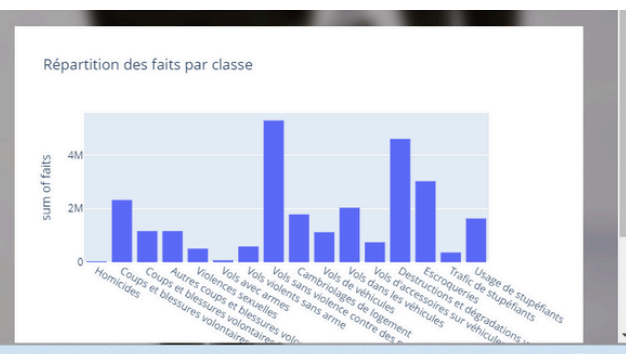 Répartition des faits par classe
sum of faits
4M
2M
0
Homicides
Coups et blessures volontaires
Coups et blessures volontaires
Autres coups et blessures
Violences sexuelles
Vols avec armes
Vols violents sans arme
Vols sans violence contre des
Cambriolages de logement
Vols de véhicules
Vols dans les véhicules
Vols d'accessoires sur
Destructions et dégradations
Escroqueries
Trafic de stupéfiants
Usage de stupéfiants